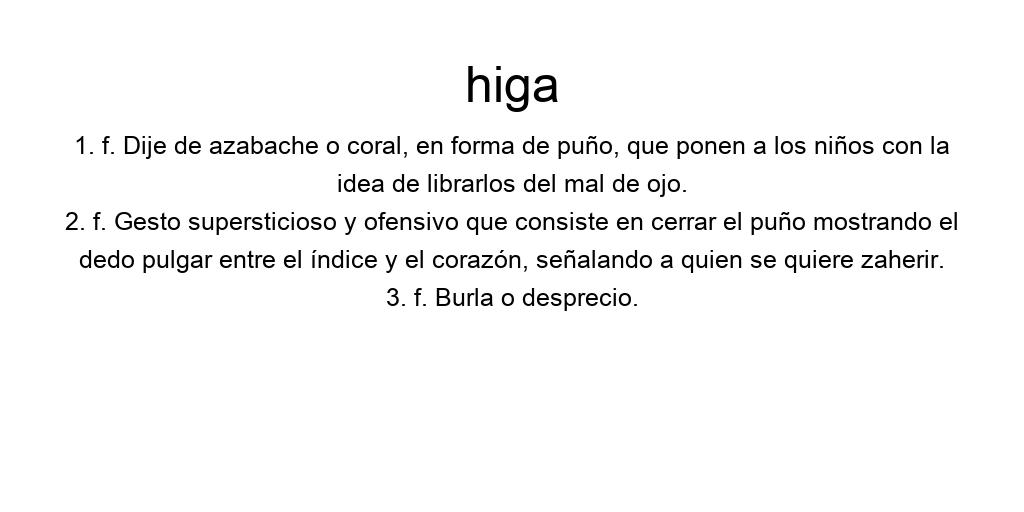 higa
1. f. Dije de azabache o coral, en forma de puño, que ponen a los niños con la
idea de librarlos del mal de ojo.
2. f. Gesto supersticioso y ofensivo que consiste en cerrar el puño mostrando el
dedo pulgar entre el índice y el corazón, señalando a quien se quiere zaherir.
3. f. Burla o desprecio.